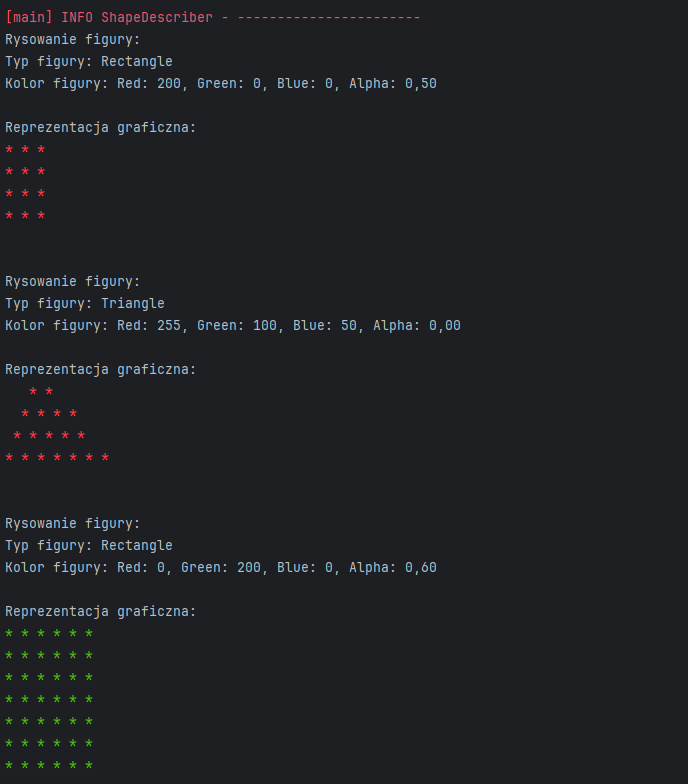 [main] INFO ShapeDescriber - -----------------------
Rysowanie figury:
Typ figury: Rectangle
Kolor figury: Red: 200, Green: 0, Blue: 0, Alpha: 0,50
Reprezentacja graficzna:
* * *
* * *
* * *
* * *
Rysowanie figury:
Typ figury: Triangle
Kolor figury: Red: 255, Green: 100, Blue: 50, Alpha: 0,00
Reprezentacja graficzna:
   * *
  * * * *
 * * * * *
* * * * * * *
Rysowanie figury:
Typ figury: Rectangle
Kolor figury: Red: 0, Green: 200, Blue: 0, Alpha: 0,60
Reprezentacja graficzna:
* * * * * *
* * * * * *
* * * * * *
* * * * * *
* * * * * *
* * * * * *
* * * * * *